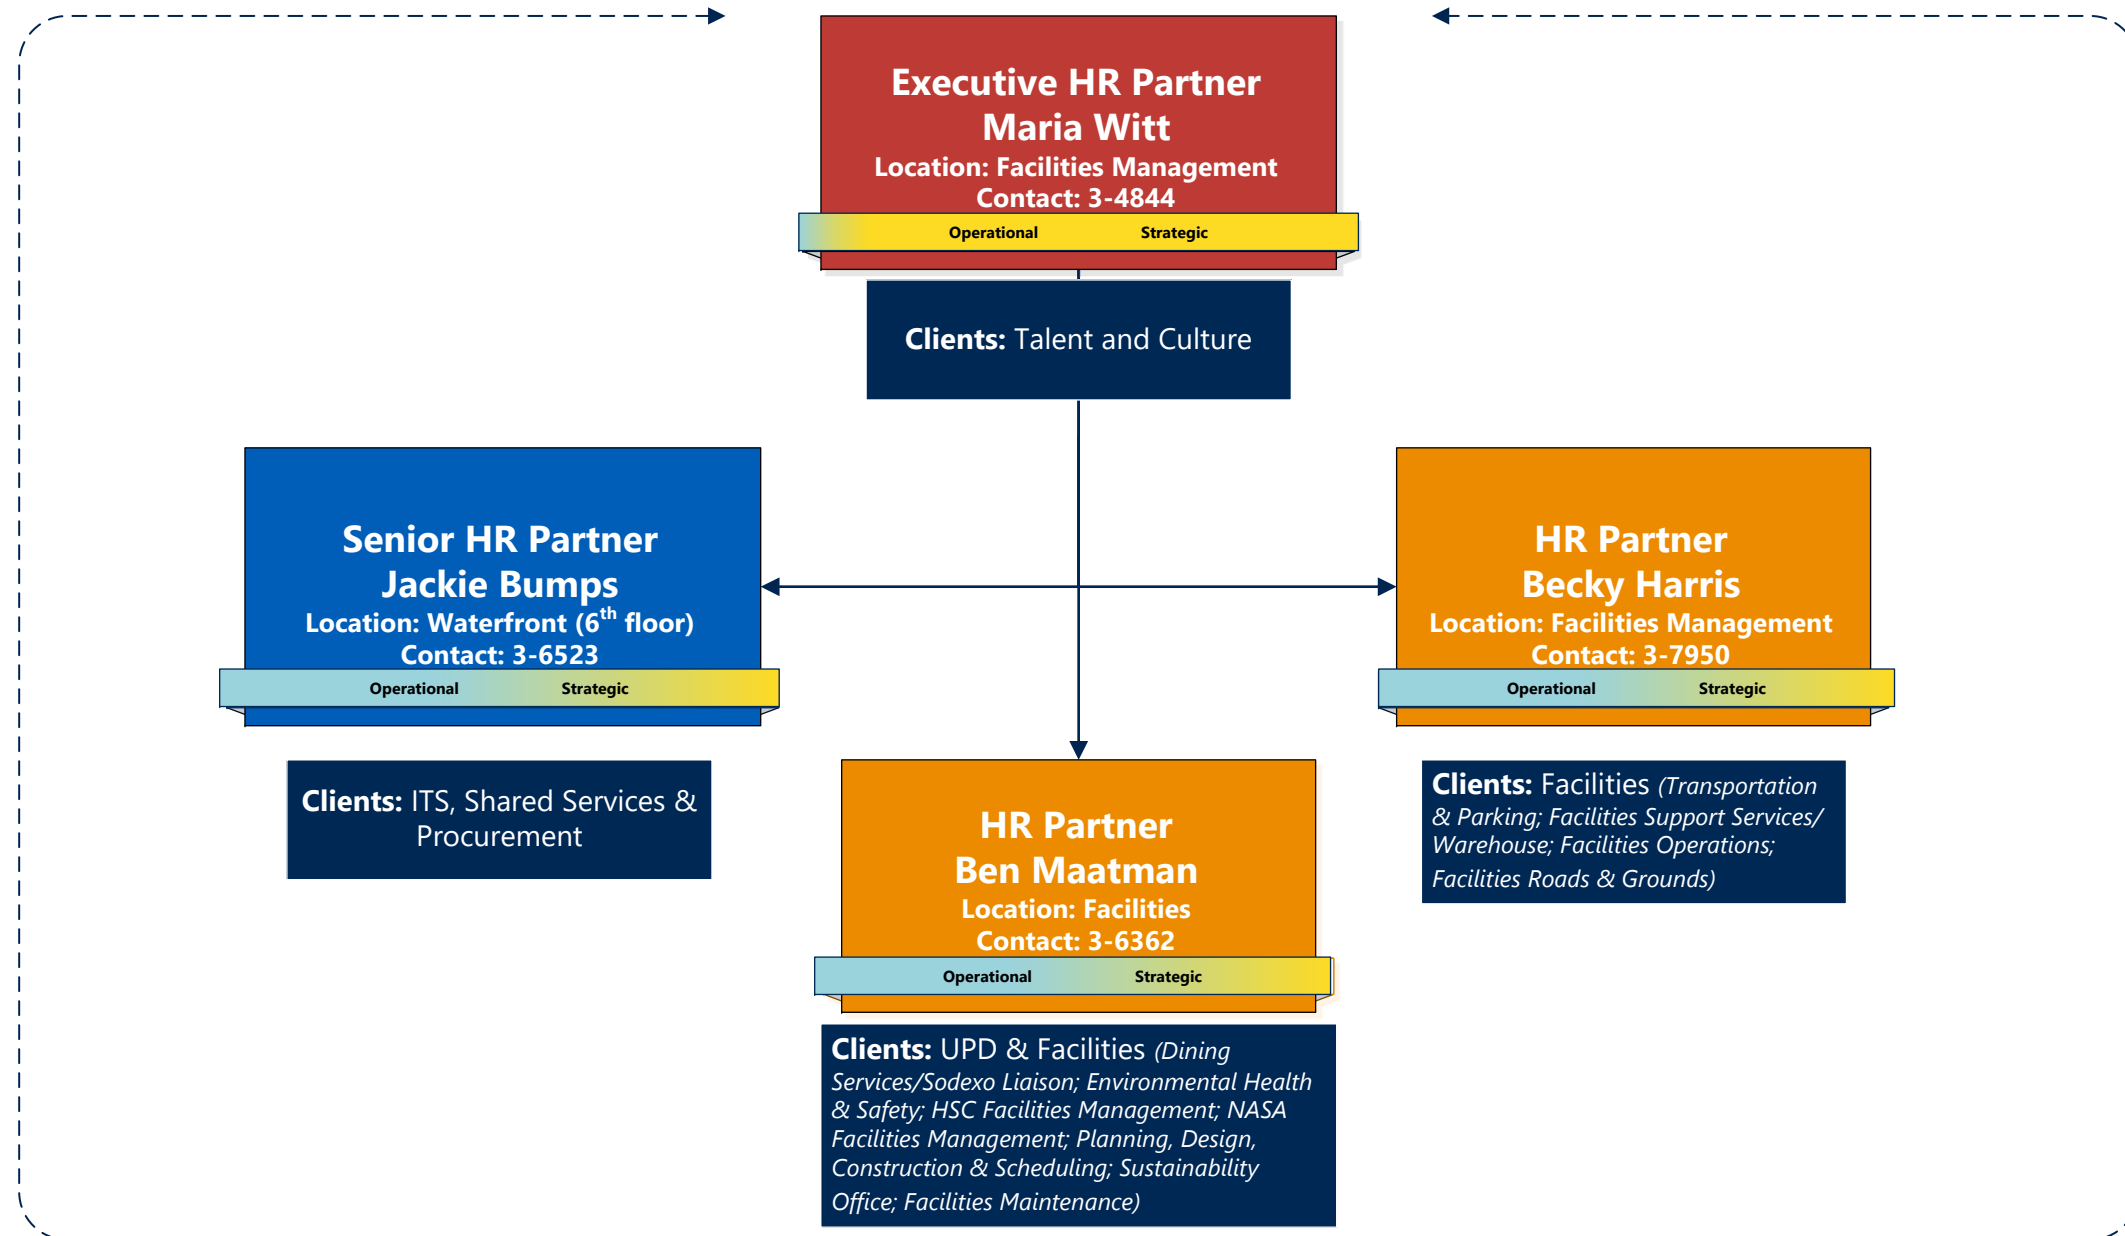 Executive HR Partner
Maria Witt
Location: Facilities Management
Contact: 3-4844
Operational Strategic
Clients: Talent and Culture
Senior HR Partner
Jackie Bumps
Location: Waterfront (6th floor)
Contact: 3-6523
Operational Strategic
Clients: ITS, Shared Services &
Procurement
HR Partner
Becky Harris
Location: Facilities Management
Contact: 3-7950
Operational Strategic
Clients: Facilities (Transportation
& Parking; Facilities Support Services/
Warehouse; Facilities Operations;
Facilities Roads & Grounds)
HR Partner
Ben Maatman
Location: Facilities
Contact: 3-6362
Operational Strategic
Clients: UPD & Facilities (Dining
Services/Sodexo Liaison; Environmental Health
& Safety; HSC Facilities Management; NASA
Facilities Management; Planning, Design,
Construction & Scheduling; Sustainability
Office; Facilities Maintenance)